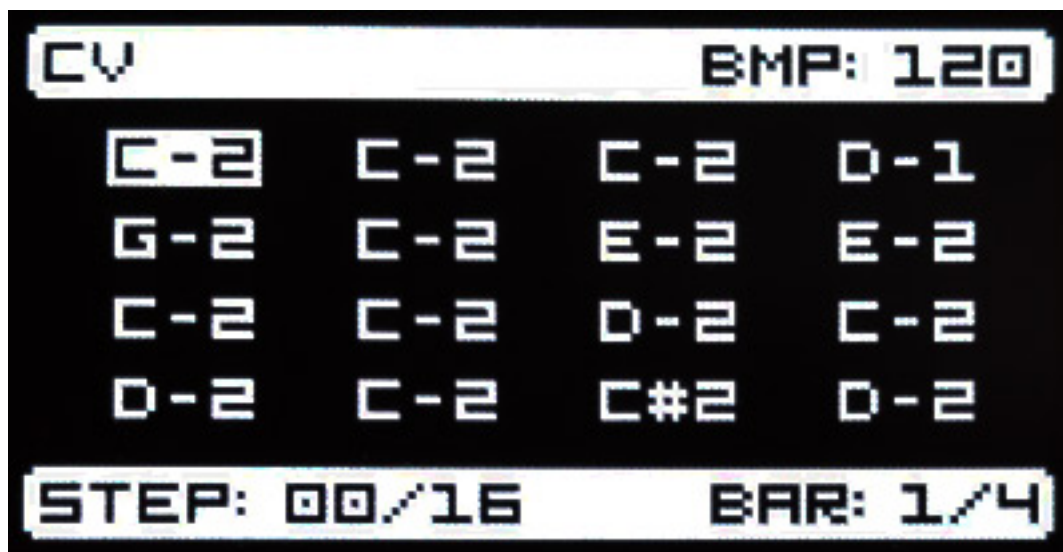 CV BMP: 120
C-2 C-2 C-2 D-1
G-2 C-2 E-2 E-2
C-2 C-2 D-2 C-2
D-2 C-2 C#2 D-2
STEP: 00/16 BAR: 1/4